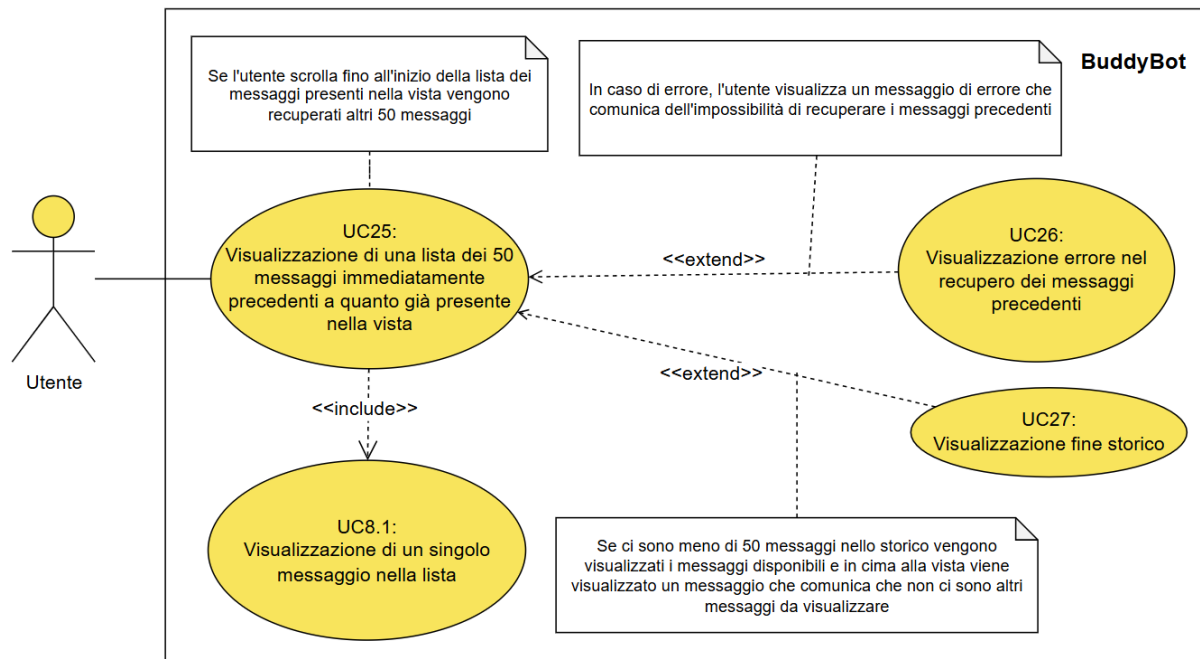 BuddyBot
Se l'utente scrolla fino all'inizio della lista dei
messaggi presenti nella vista vengono
recuperati altri 50 messaggi
In caso di errore, l'utente visualizza un messaggio di errore che
comunica dell'impossibilità di recuperare i messaggi precedenti
Utente
UC25:
Visualizzazione di una lista dei 50
messaggi immediatamente
precedenti a quanto già presente
nella vista
<<extend>>
UC26:
Visualizzazione errore nel
recupero dei messaggi
precedenti
<<extend>>
UC27:
Visualizzazione fine storico
<<include>>
UC8.1:
Visualizzazione di un singolo
messaggio nella lista
Se ci sono meno di 50 messaggi nello storico vengono
visualizzati i messaggi disponibili e in cima alla vista viene
visualizzato un messaggio che comunica che non ci sono altri
messaggi da visualizzare